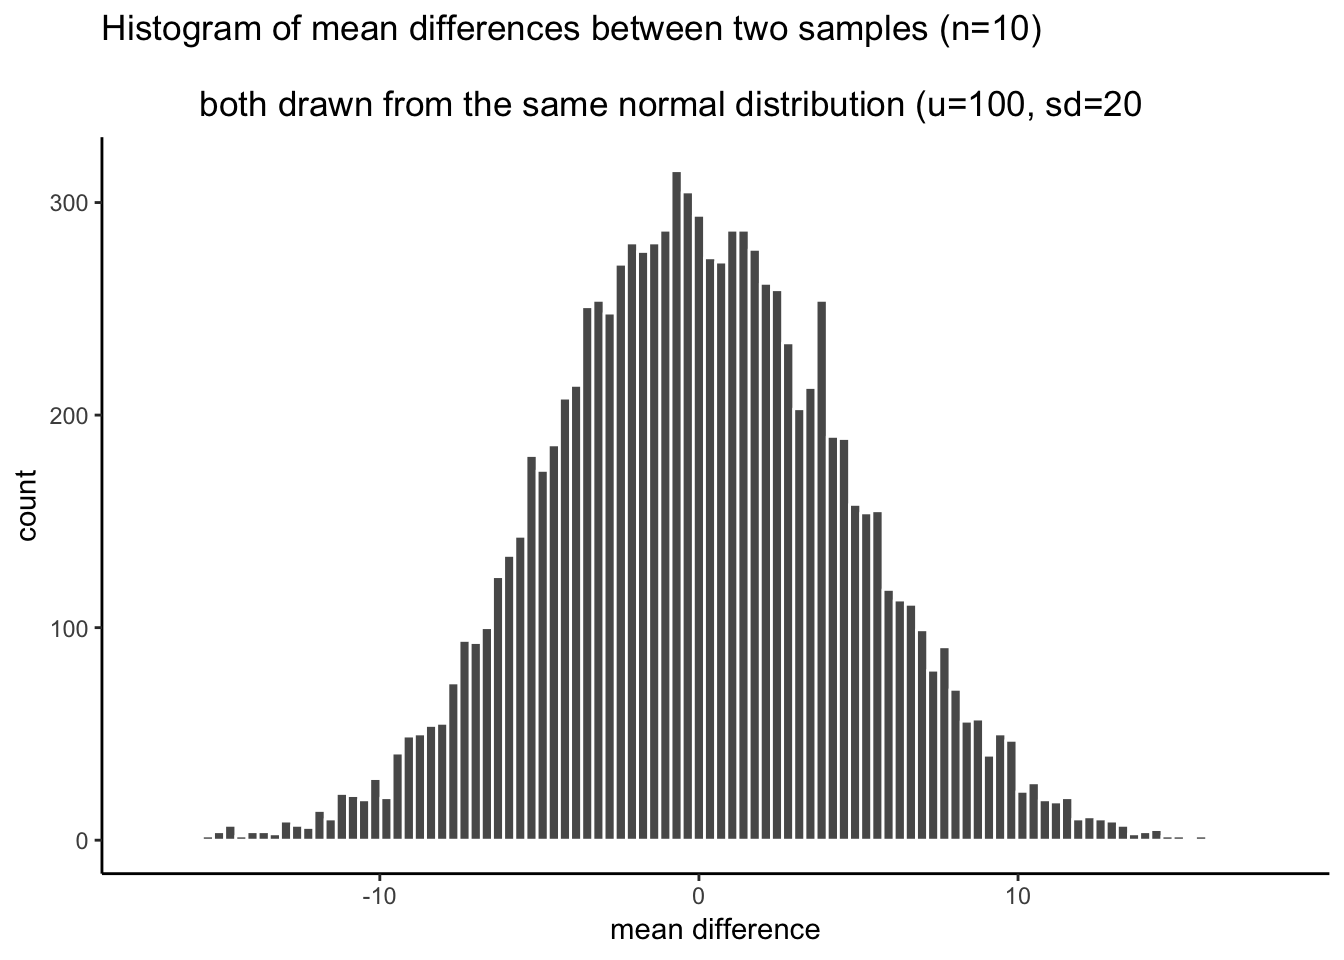 Histogram of mean differences between two samples (n=10)
both drawn from the same normal distribution (u=100, sd=20
300
200
100
0
count
-10
0
10
mean difference